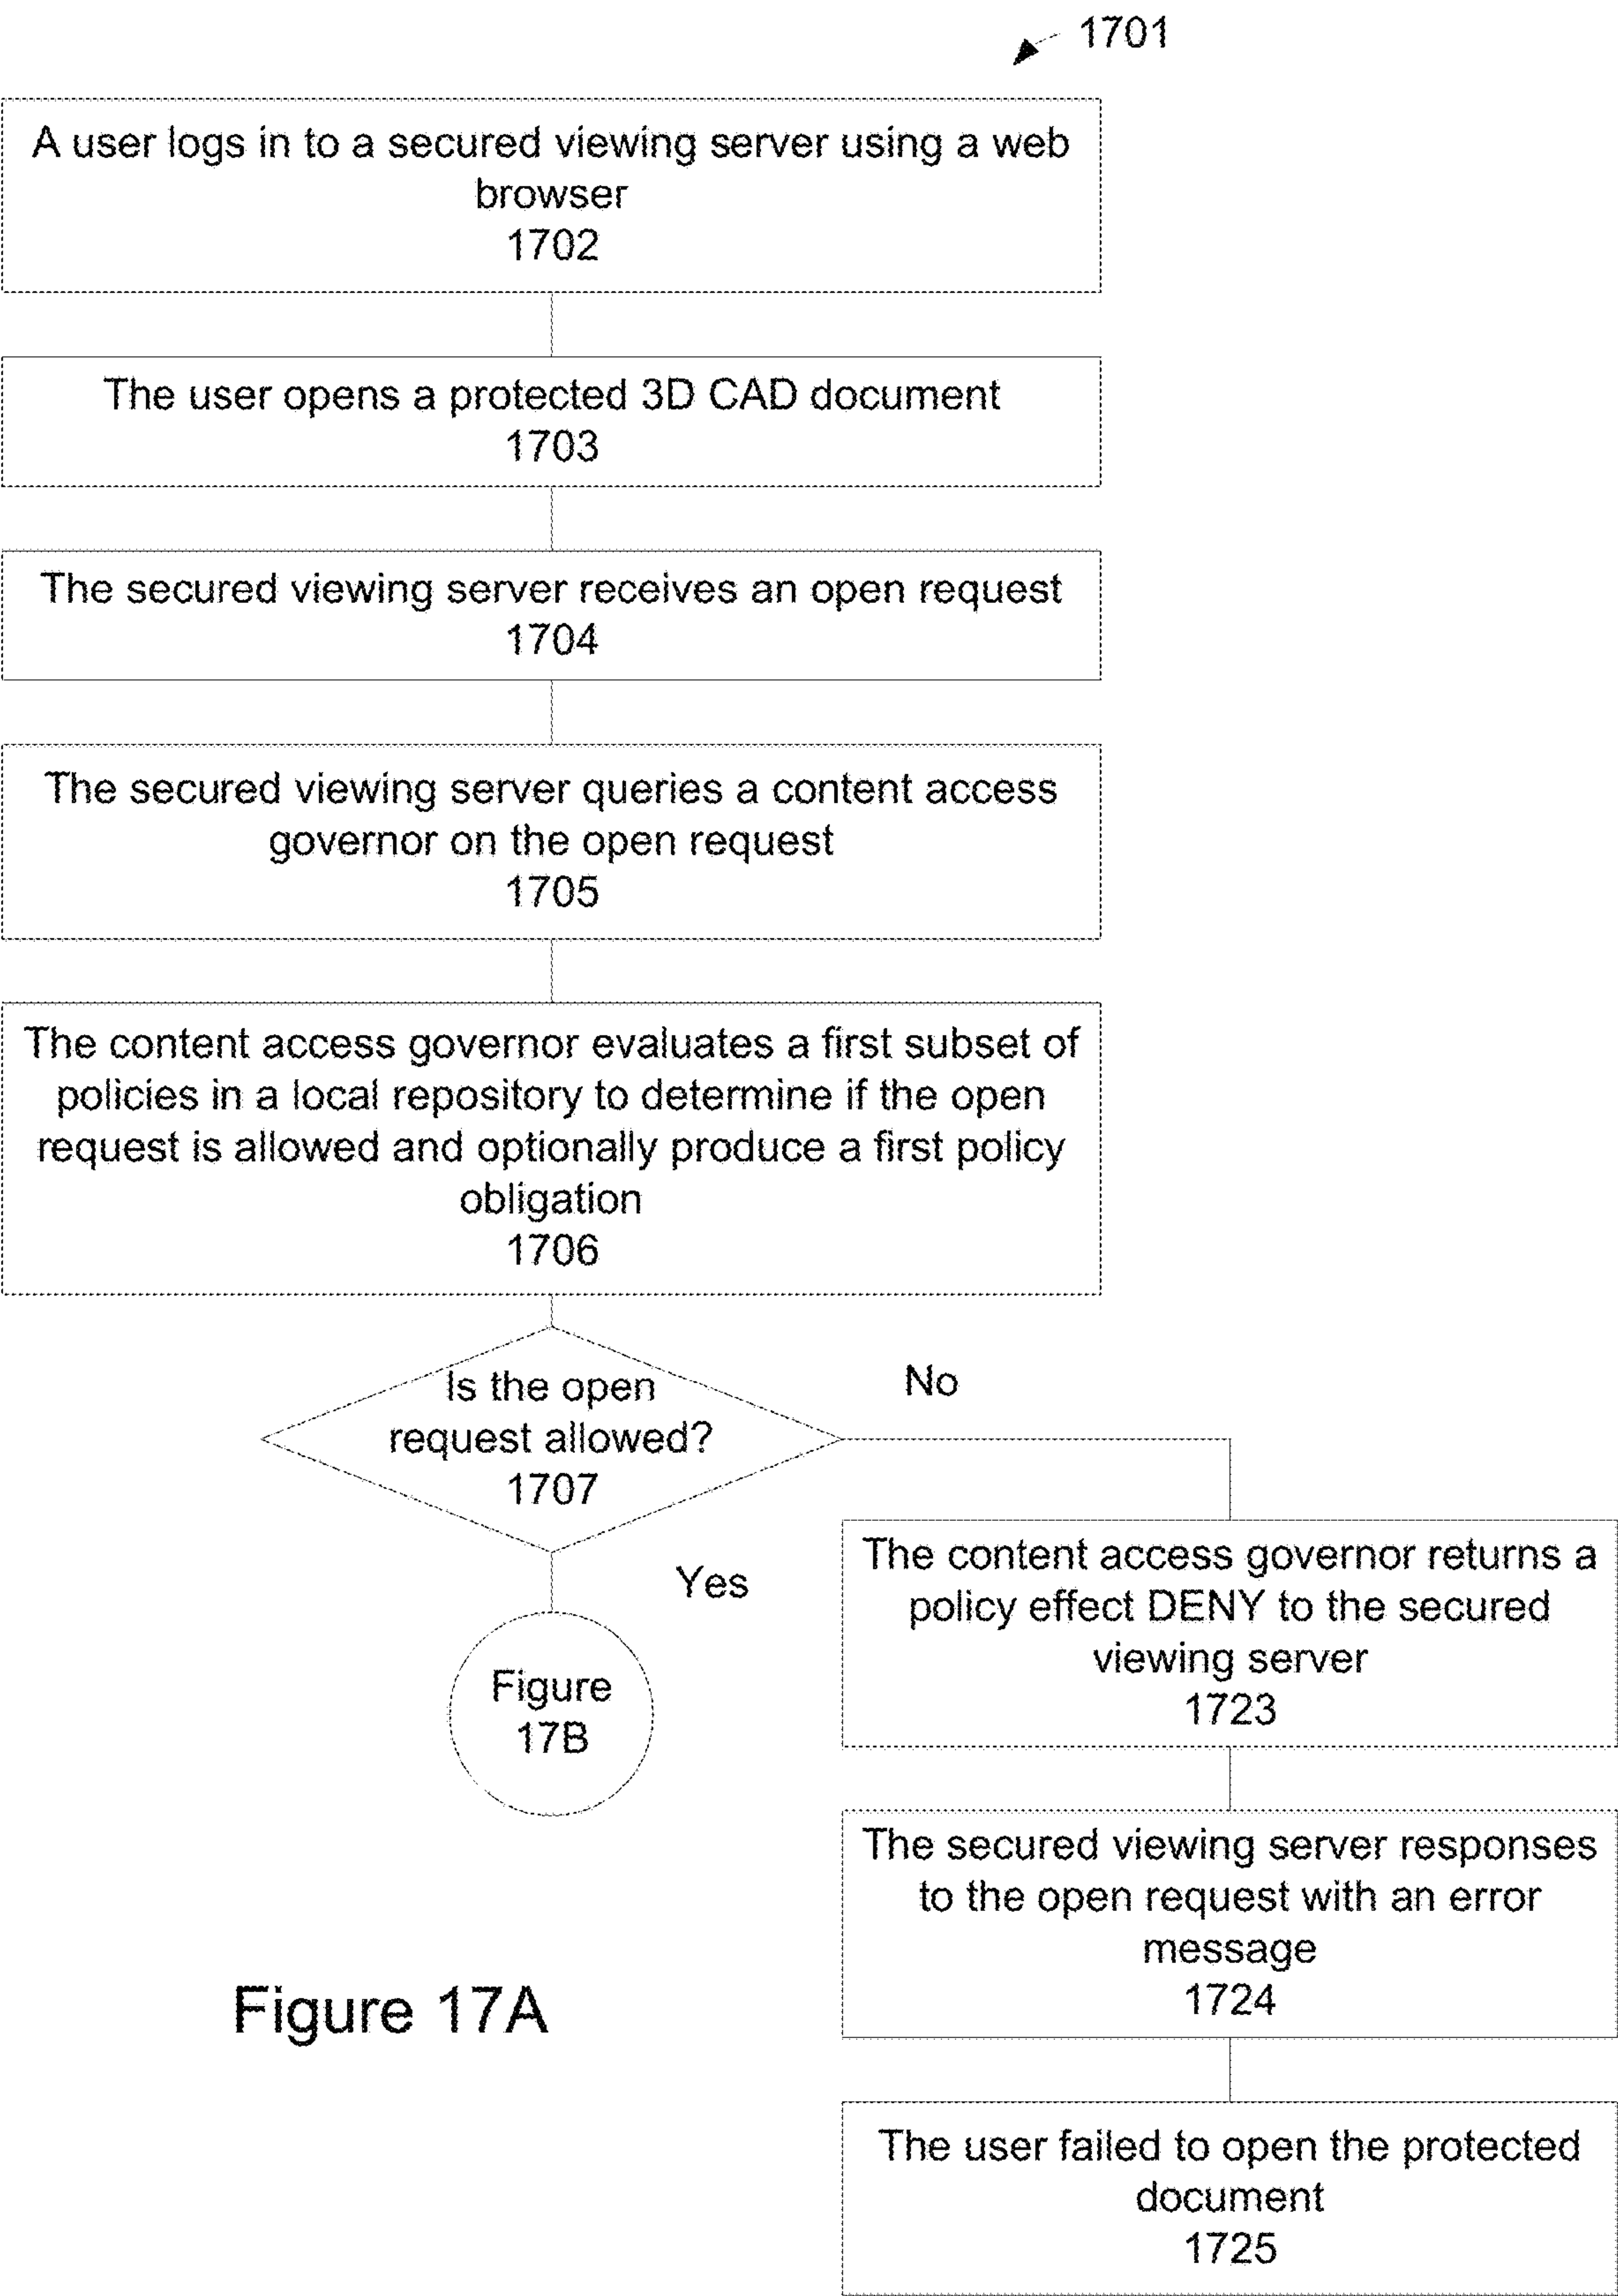 1701
A user logs in to a secured viewing server using a web
browser
1702
The user opens a protected 3D CAD document
1703
The secured viewing server receives an open request
1704
The secured viewing server queries a content access
governor on the open request
1705
The content access governor evaluates a first subset of
policies in a local repository to determine if the open
request is allowed and optionally produce a first policy
obligation
1706
Is the open
request allowed?
1707
No
Yes
Figure
17B
The content access governor returns a
policy effect DENY to the secured
viewing server
1723
The secured viewing server responses
to the open request with an error
message
1724
The user failed to open the protected
document
1725
Figure 17A